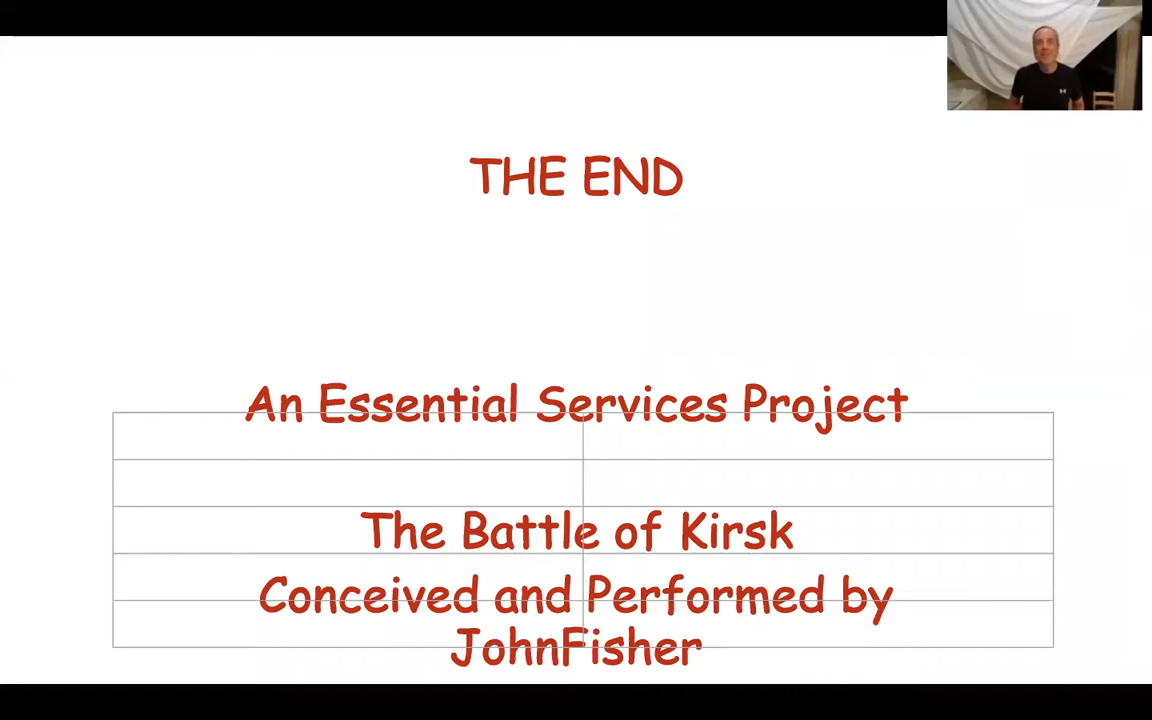 THE END
An Essential Services Project
The Battle of Kirsk
Conceived and Performed by
JohnFisher